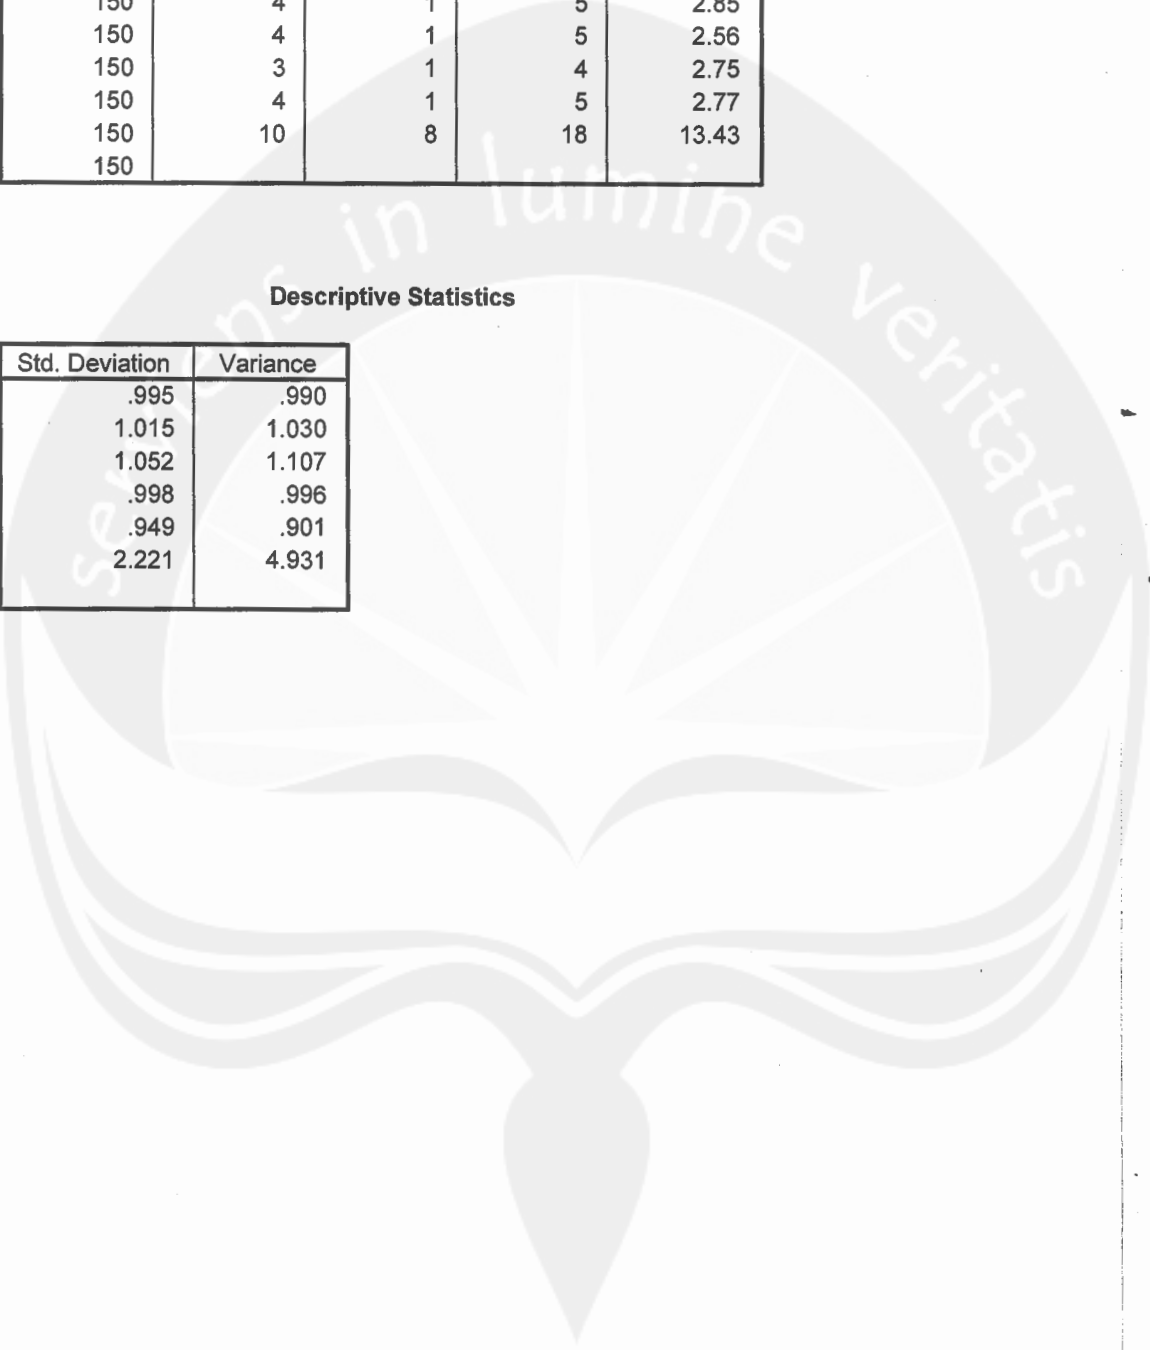 150 4 1 5 2.85
150 4 1 5 2.56
150 3 1 4 2.75
150 4 1 5 2.77
150 10 8 18 13.43
150
serviens in lumine veritatis
Descriptive Statistics
Std. Deviation Variance
.995 .990
1.015 1.030
1.052 1.107
.998 .996
.949 .901
2.221 4.931